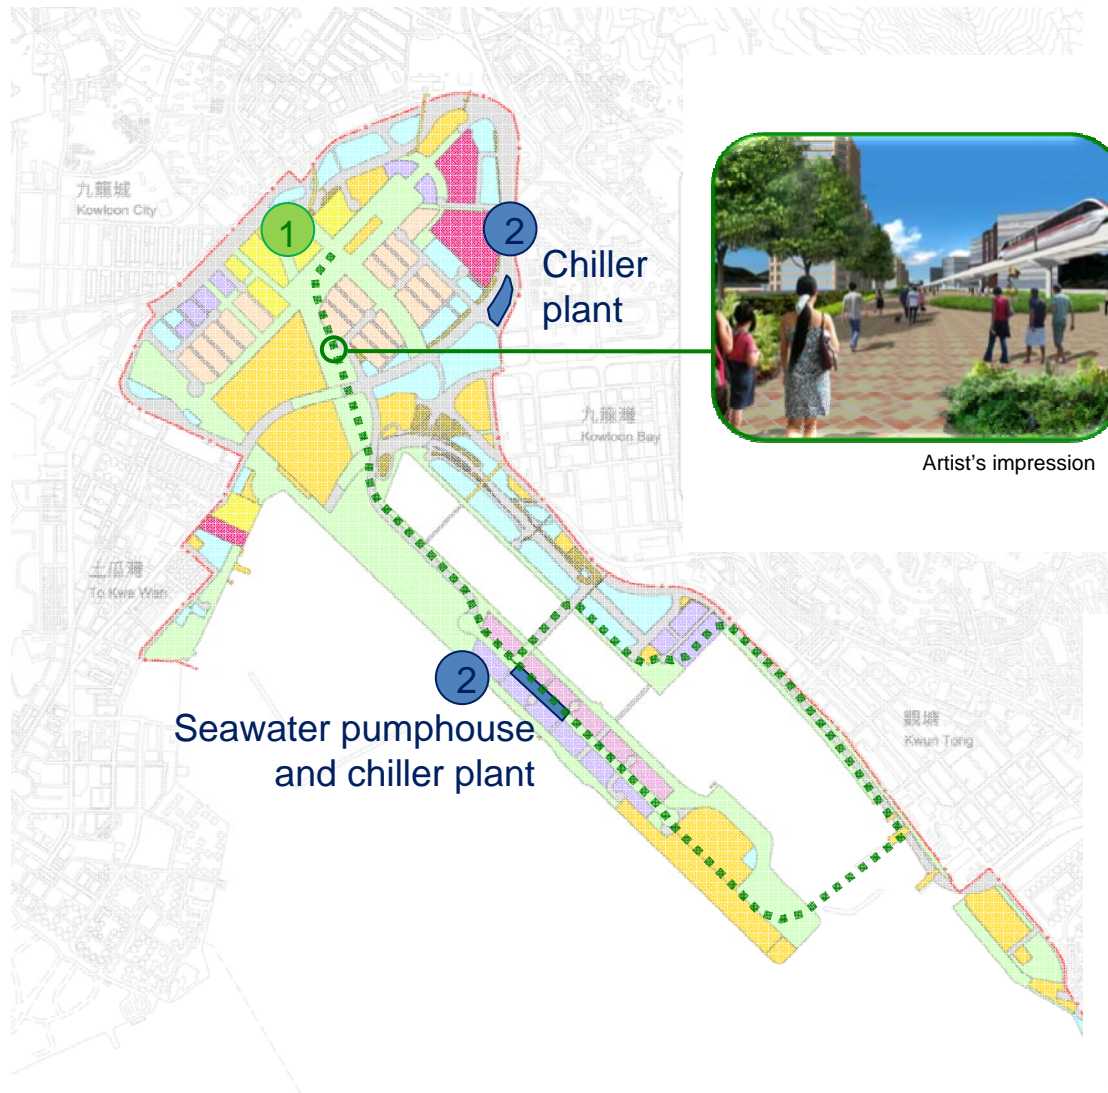 九龍城
Kowloon City
1
2
Chiller
plant
九龍灣
Kowloon Bay
Artist's impression
土瓜灣
To Kwa Wan
2
Seawater pumphouse
and chiller plant
觀塘
Kwun Tong